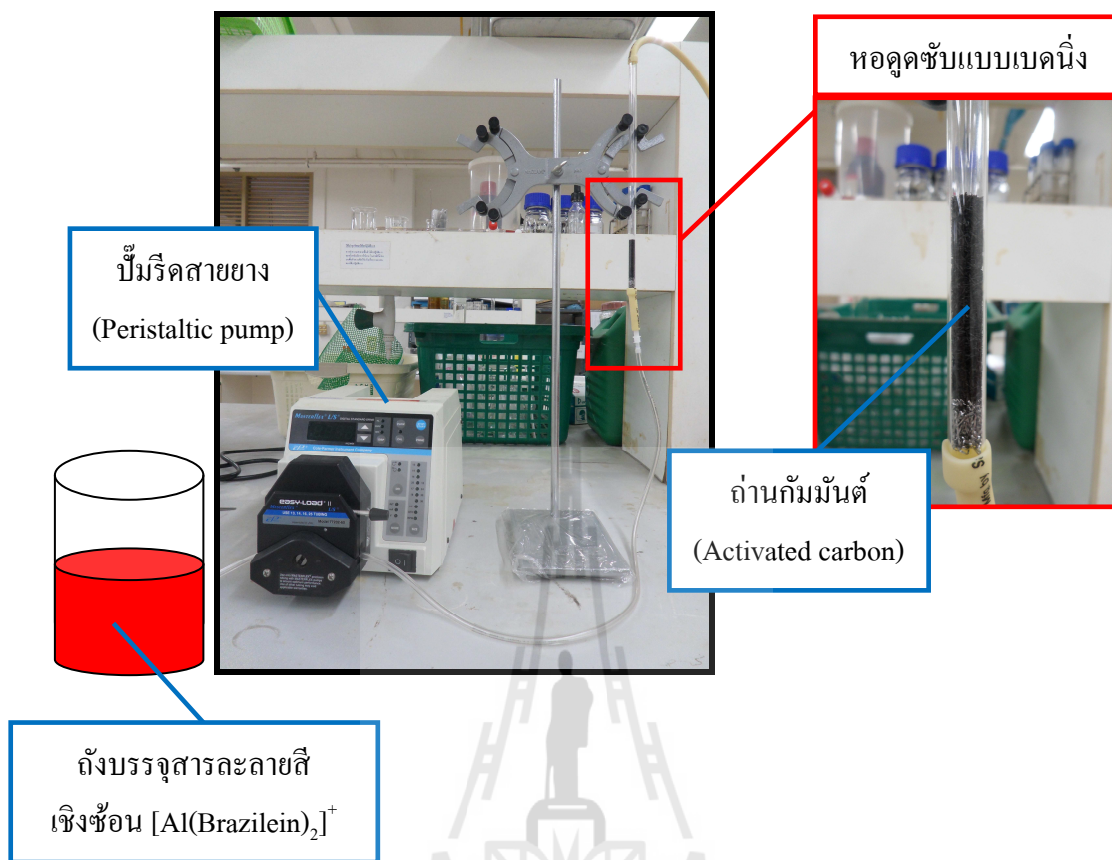 หอดูดซับแบบเบดนิ่ง
ปั๊มรีดสายยาง
(Peristaltic pump)
Masterflex L/S
EASY-LOAD II
ถ่านกัมมันต์
(Activated carbon)
ถังบรรจุสารละลายสี
เชิงซ้อน [Al(Brazilein)₂]⁺